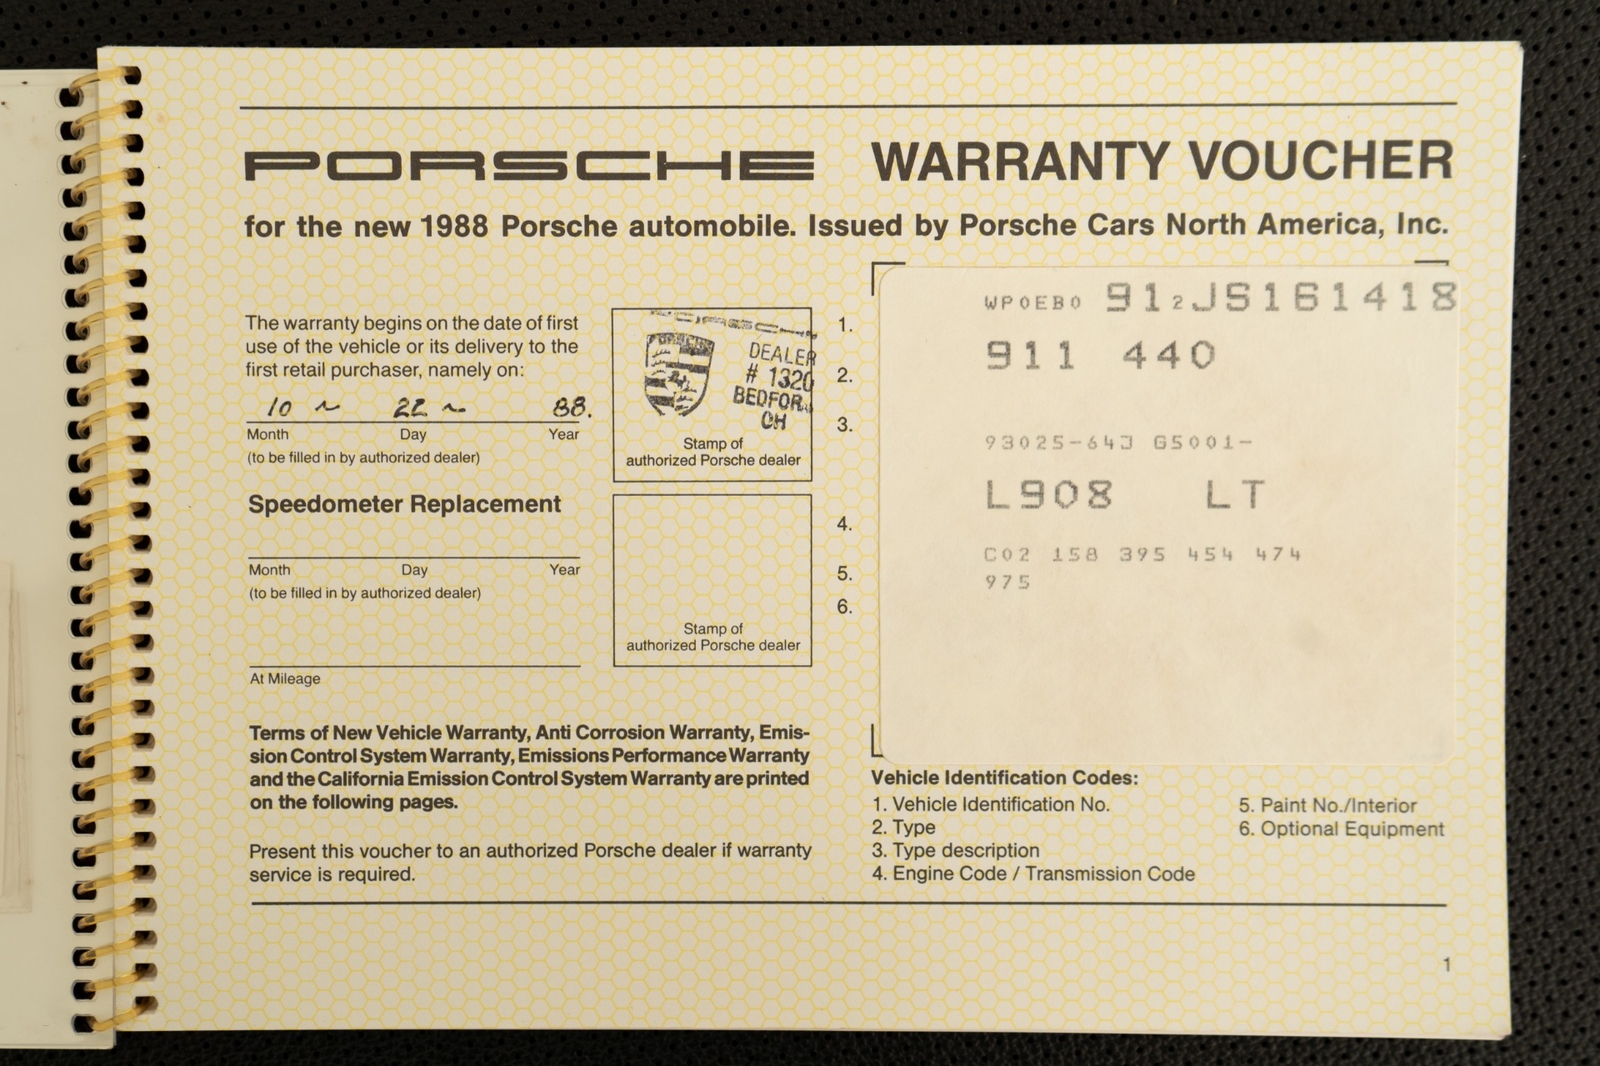 PORSCHE WARRANTY VOUCHER
for the new 1988 Porsche automobile. Issued by Porsche Cars North America, Inc.
The warranty begins on the date of first
use of the vehicle or its delivery to the
first retail purchaser, namely on:
10 ~ 22 ~ 88.
Month Day Year
(to be filled in by authorized dealer)
Speedometer Replacement
Month Day Year
(to be filled in by authorized dealer)
At Mileage
Terms of New Vehicle Warranty, Anti Corrosion Warranty, Emis-
sion Control System Warranty, Emissions Performance Warranty
and the California Emission Control System Warranty are printed
on the following pages.
Present this voucher to an authorized Porsche dealer if warranty
service is required.
PORSCHE
DEALER
# 1320
BEDFOR
OH
Stamp of
authorized Porsche dealer
Stamp of
authorized Porsche dealer
1.
2.
3.
4.
5.
6.
WP0EB0 912JS161418
911 440
93025-64J G5001-
L908 LT
C02 158 395 454 474
975
Vehicle Identification Codes:
1. Vehicle Identification No.
2. Type
3. Type description
4. Engine Code / Transmission Code
5. Paint No./Interior
6. Optional Equipment
1